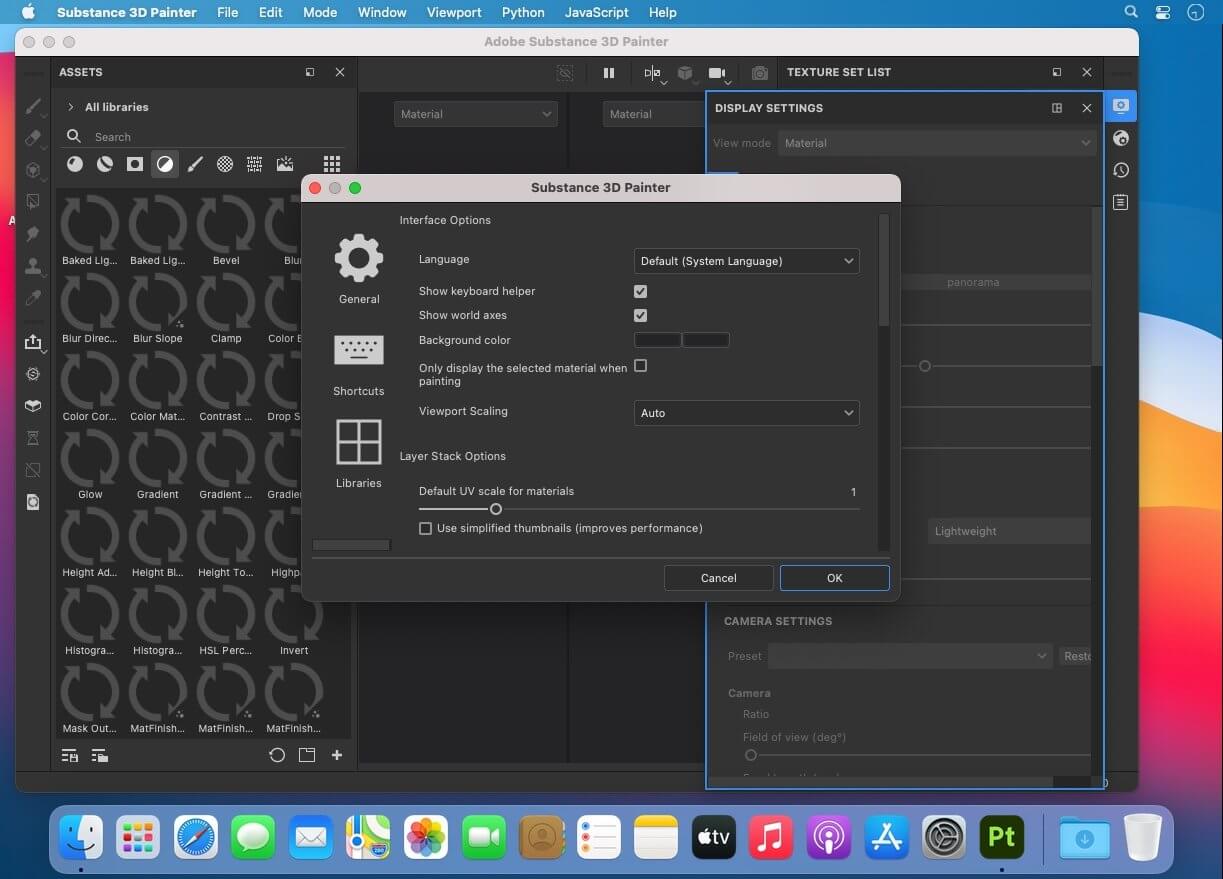 Substance 3D Painter File Edit Mode Window Viewport Python JavaScript Help
Adobe Substance 3D Painter
ASSETS
All libraries
Search
Baked Lig... Baked Lig... Bevel
Blur Direc... Blur Slope Clamp
Color Cor... Color Mat... Contrast ... Drop S
Glow Gradient Gradient ... Gradie
Height Ad... Height Bl... Height To... Highp
Histogra... Histogra... HSL Perc... Invert
Mask Out... MatFinish... MatFinish... MatFinish...
Material
Material
TEXTURE SET LIST
DISPLAY SETTINGS
View mode Material
panorama
Lightweight
CAMERA SETTINGS
Preset Resto
Camera
Ratio
Field of view (deg°)
Substance 3D Painter
General
Shortcuts
Libraries
Interface Options
Language Default (System Language)
Show keyboard helper
Show world axes
Background color
Only display the selected material when
painting
Viewport Scaling Auto
Layer Stack Options
Default UV scale for materials 1
Use simplified thumbnails (improves performance)
Cancel OK
280
tv
Pt